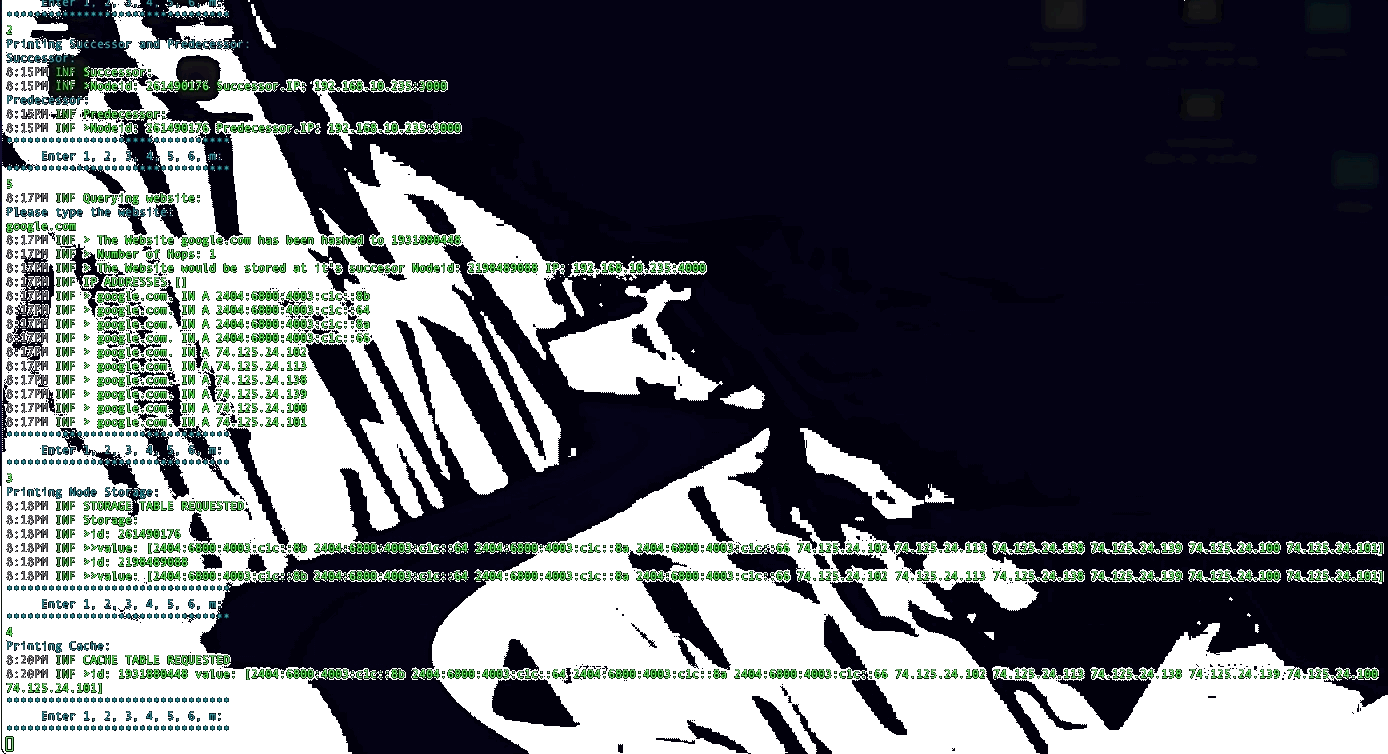 Enter 1, 2, 3, 4, 5, 6, m:
********************************
2
Printing Successor and Predecessor:
Successor:
8:15PM INF Successor:
8:15PM INF >Nodeid: 261490176 Successor.IP: 192.168.10.235:3000
Predecessor:
8:15PM INF Predecessor:
8:15PM INF >Nodeid: 261490176 Predecessor.IP: 192.168.10.235:3000
********************************
Enter 1, 2, 3, 4, 5, 6, m:
********************************
5
8:17PM INF Querying website:
Please type the website:
google.com
8:17PM INF > The Website google.com has been hashed to 1931880448
8:17PM INF > Number of Hops: 1
8:17PM INF > The Website would be stored at it's succesor Nodeid: 2198489088 IP: 192.168.10.235:4000
8:17PM INF IP ADDRESSES []
8:17PM INF > google.com. IN A 2404:6800:4003:c1c::8b
8:17PM INF > google.com. IN A 2404:6800:4003:c1c::64
8:17PM INF > google.com. IN A 2404:6800:4003:c1c::8a
8:17PM INF > google.com. IN A 2404:6800:4003:c1c::66
8:17PM INF > google.com. IN A 74.125.24.102
8:17PM INF > google.com. IN A 74.125.24.113
8:17PM INF > google.com. IN A 74.125.24.138
8:17PM INF > google.com. IN A 74.125.24.139
8:17PM INF > google.com. IN A 74.125.24.100
8:17PM INF > google.com. IN A 74.125.24.101
********************************
Enter 1, 2, 3, 4, 5, 6, m:
********************************
3
Printing Node Storage:
8:18PM INF STORAGE TABLE REQUESTED
8:18PM INF Storage:
8:18PM INF >id: 261490176
8:18PM INF >>value: [2404:6800:4003:c1c::8b 2404:6800:4003:c1c::64 2404:6800:4003:c1c::8a 2404:6800:4003:c1c::66 74.125.24.102 74.125.24.113 74.125.24.138 74.125.24.139 74.125.24.100 74.125.24.101]
8:18PM INF >id: 2198489088
8:18PM INF >>value: [2404:6800:4003:c1c::8b 2404:6800:4003:c1c::64 2404:6800:4003:c1c::8a 2404:6800:4003:c1c::66 74.125.24.102 74.125.24.113 74.125.24.138 74.125.24.139 74.125.24.100 74.125.24.101]
********************************
Enter 1, 2, 3, 4, 5, 6, m:
********************************
4
Printing Cache:
8:20PM INF CACHE TABLE REQUESTED
8:20PM INF >id: 1931880448 value: [2404:6800:4003:c1c::8b 2404:6800:4003:c1c::64 2404:6800:4003:c1c::8a 2404:6800:4003:c1c::66 74.125.24.102 74.125.24.113 74.125.24.138 74.125.24.139 74.125.24.100
74.125.24.101]
********************************
Enter 1, 2, 3, 4, 5, 6, m:
********************************